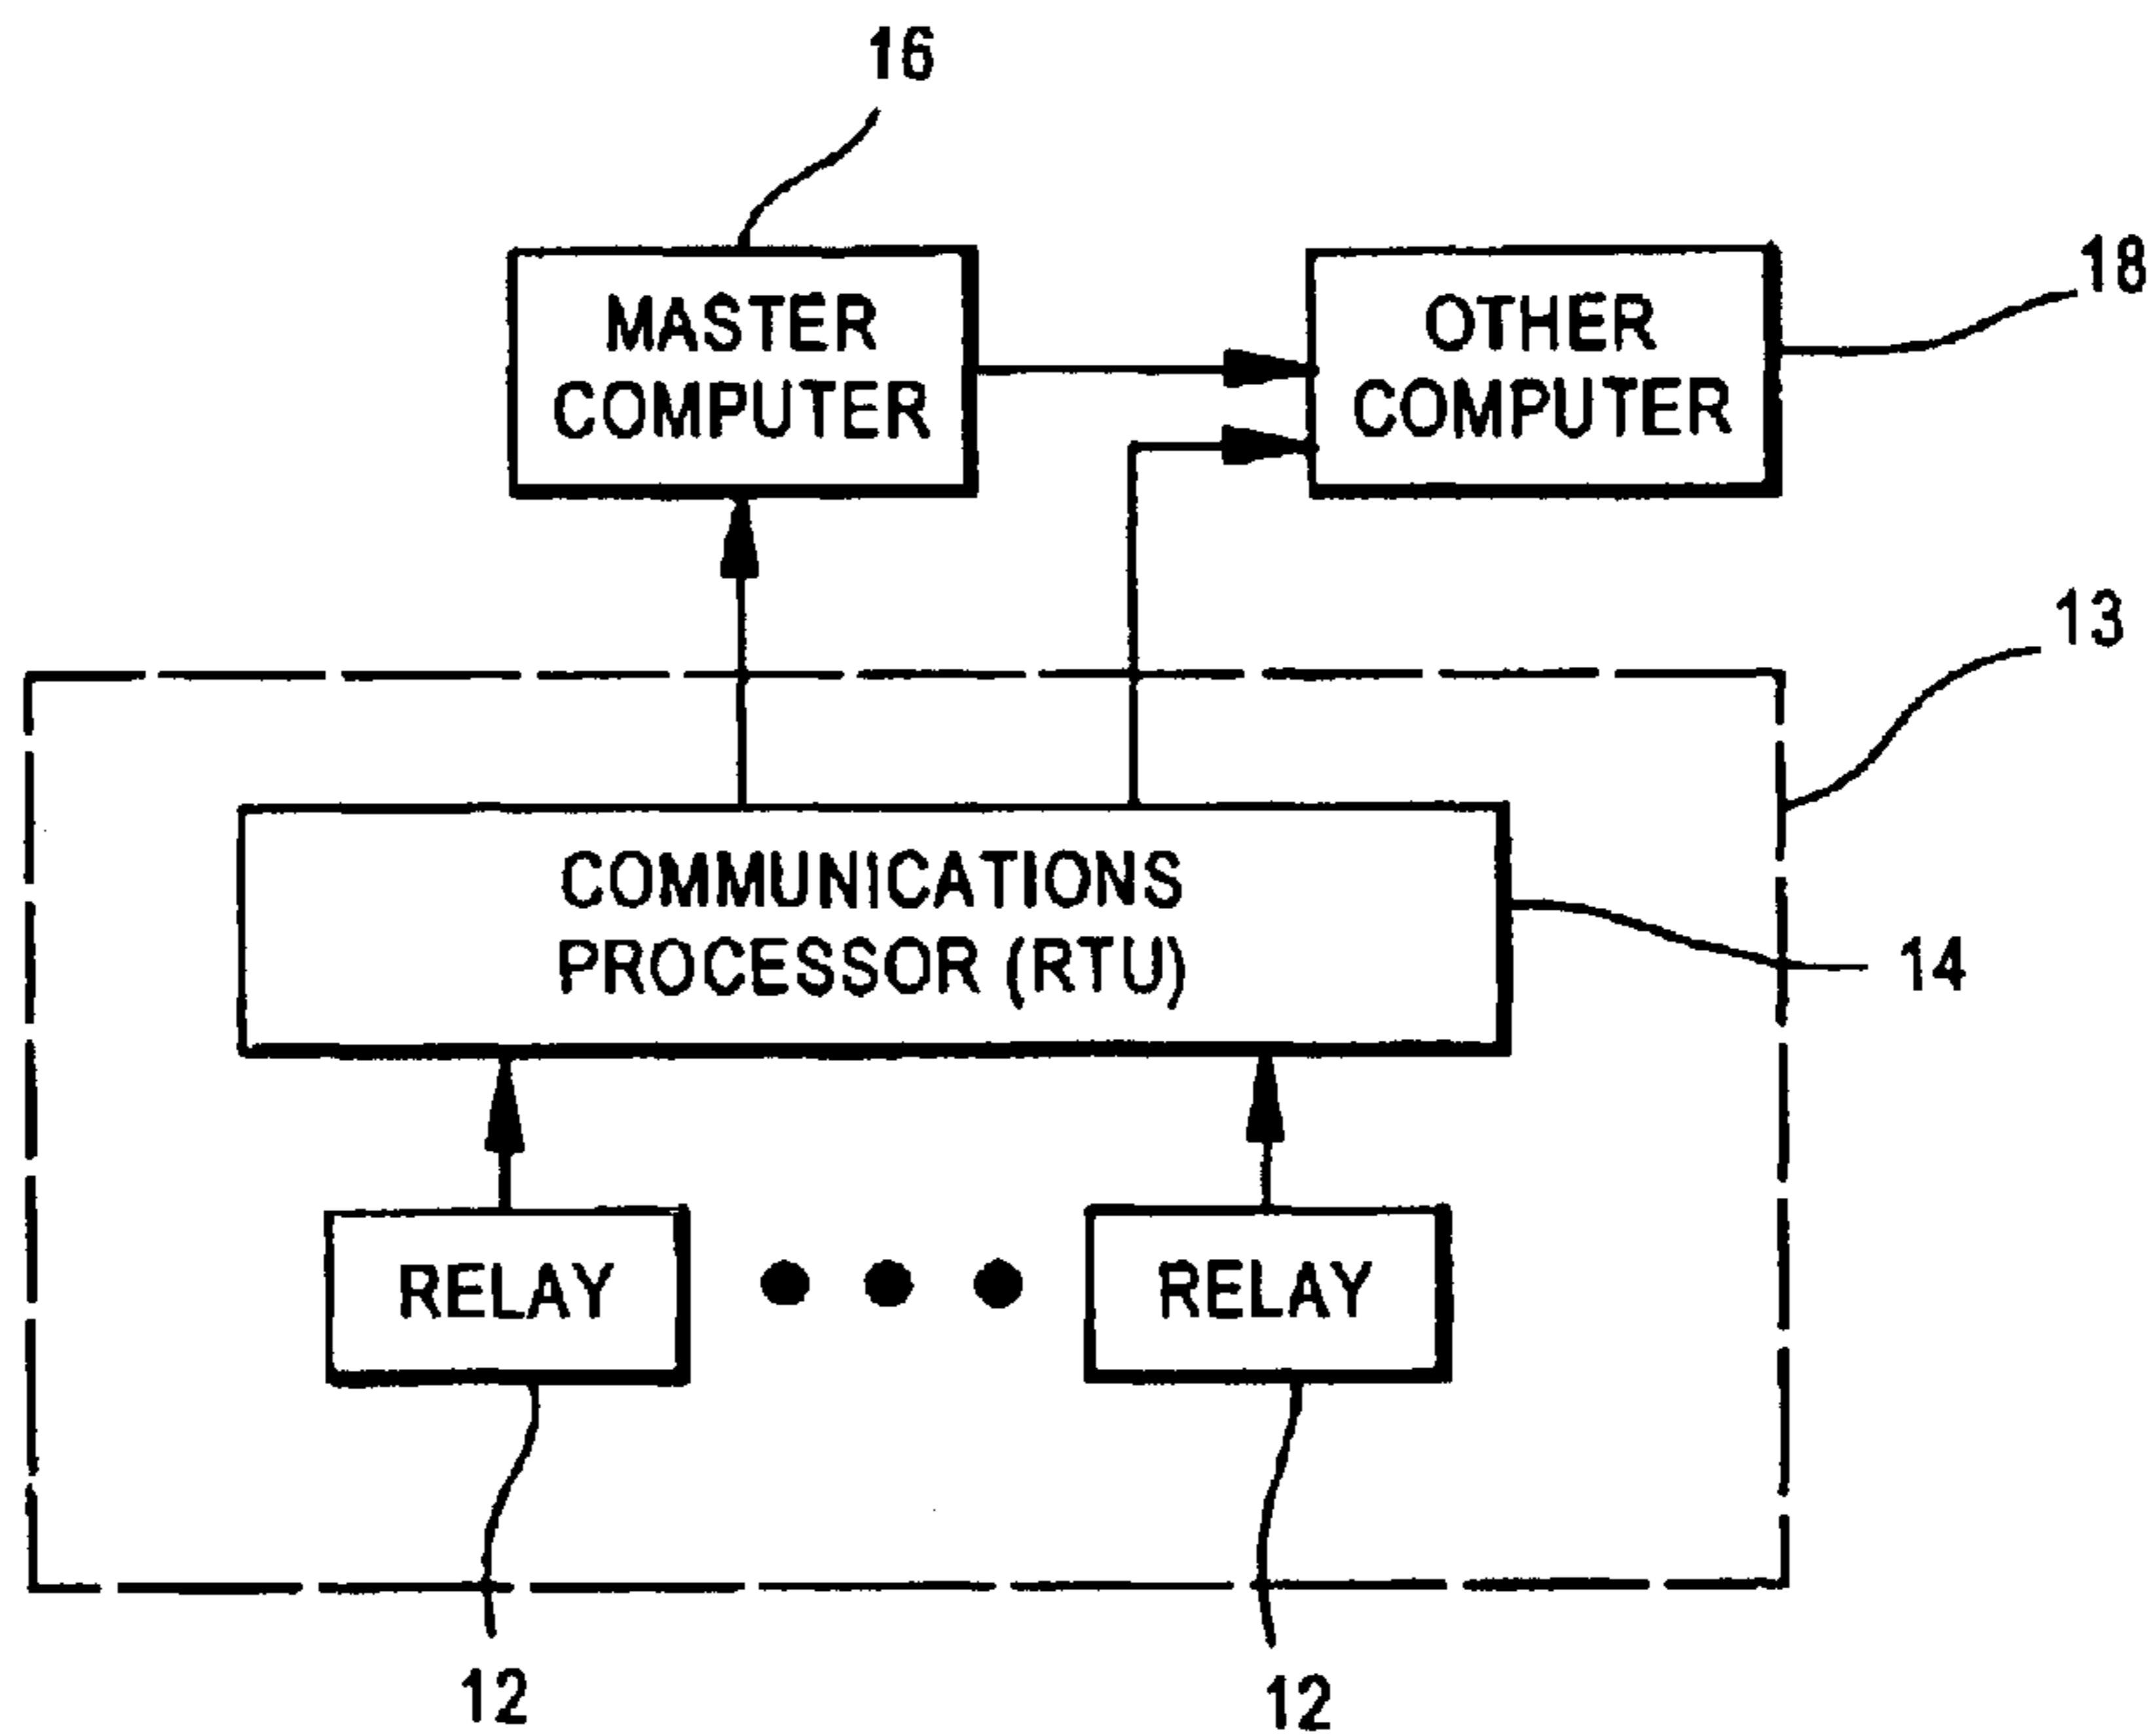 16
MASTER
COMPUTER
OTHER
COMPUTER
18
13
COMMUNICATIONS
PROCESSOR (RTU)
14
RELAY
RELAY
12
12